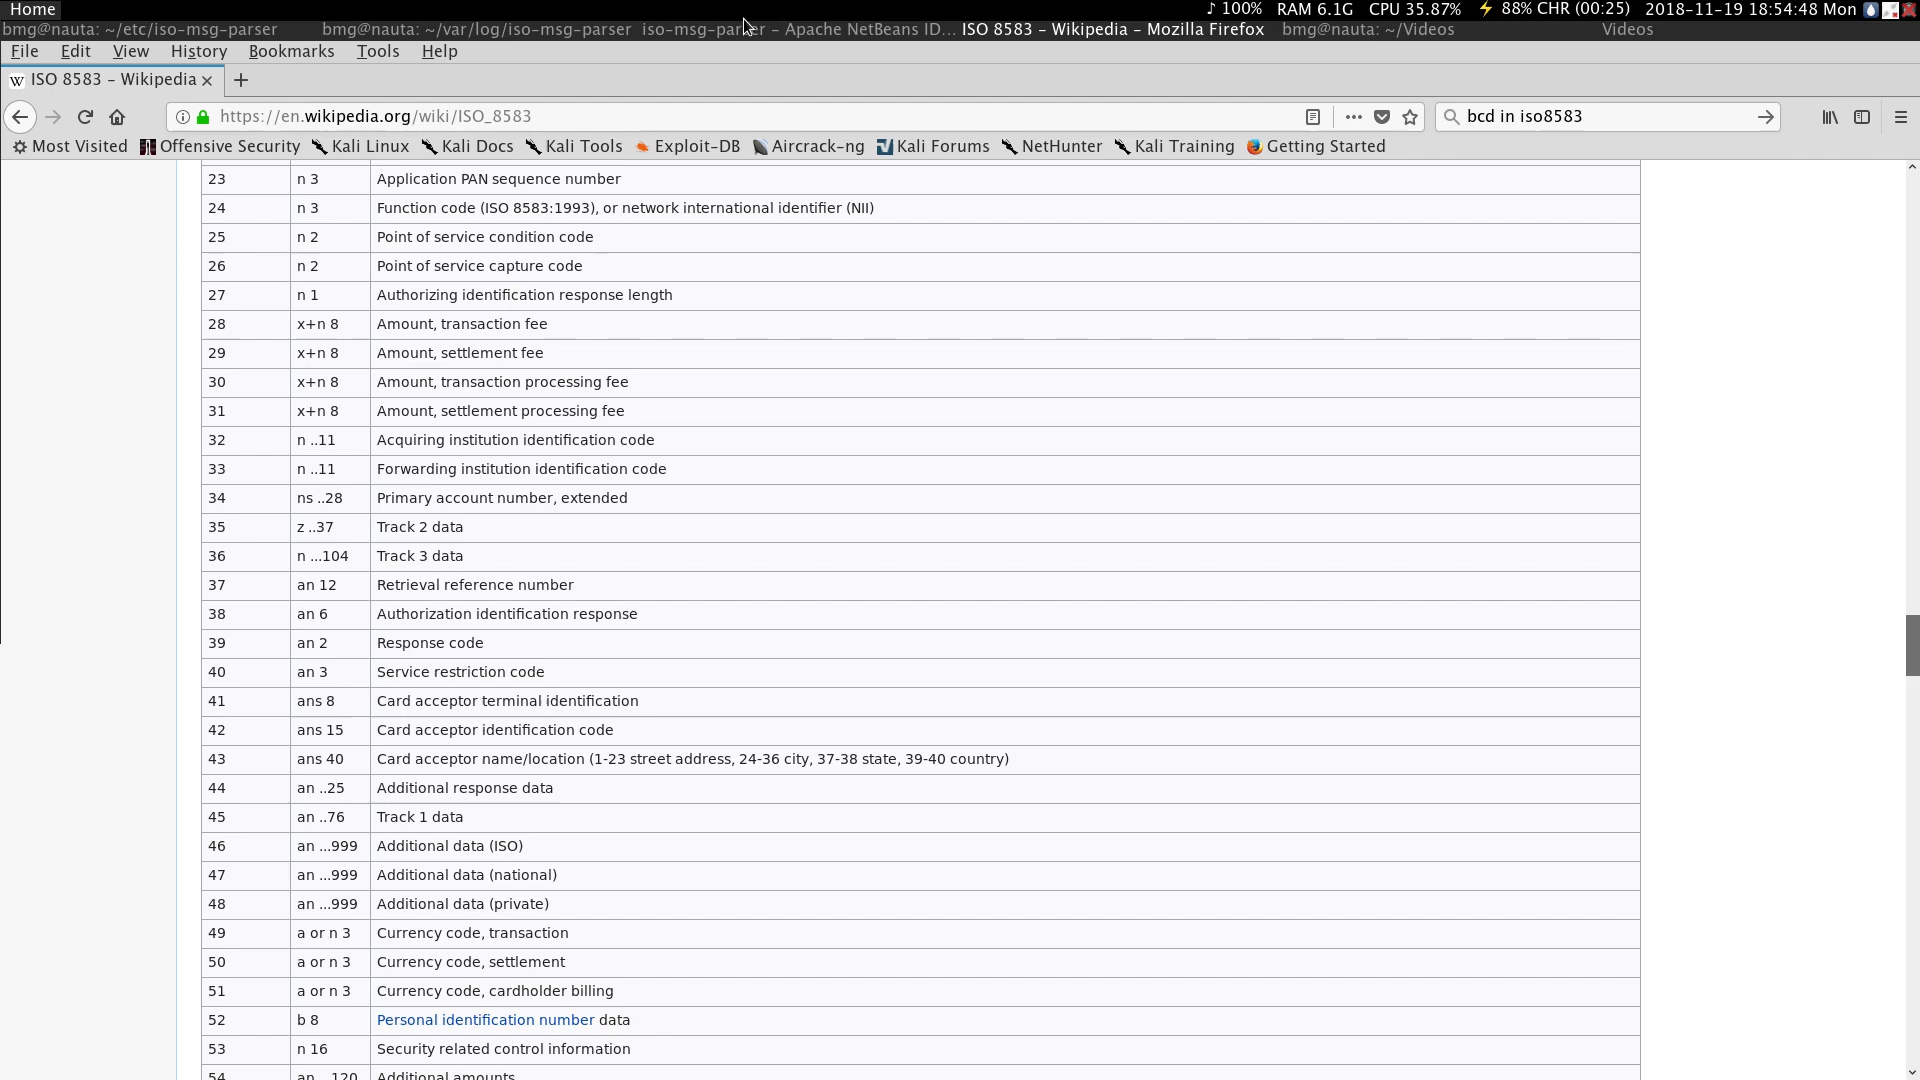 Home ♪ 100% RAM 6.1G CPU 35.87% ⚡ 88% CHR (00:25) 2018-11-19 18:54:48 Mon
bmg@nauta: ~/etc/iso-msg-parser bmg@nauta: ~/var/log/iso-msg-parser iso-msg-parser – Apache NetBeans ID... ISO 8583 – Wikipedia – Mozilla Firefox bmg@nauta: ~/Videos Videos
File Edit View History Bookmarks Tools Help
W ISO 8583 – Wikipedia × +
https://en.wikipedia.org/wiki/ISO_8583 bcd in iso8583
Most Visited Offensive Security Kali Linux Kali Docs Kali Tools Exploit-DB Aircrack-ng Kali Forums NetHunter Kali Training Getting Started
23 n 3 Application PAN sequence number
24 n 3 Function code (ISO 8583:1993), or network international identifier (NII)
25 n 2 Point of service condition code
26 n 2 Point of service capture code
27 n 1 Authorizing identification response length
28 x+n 8 Amount, transaction fee
29 x+n 8 Amount, settlement fee
30 x+n 8 Amount, transaction processing fee
31 x+n 8 Amount, settlement processing fee
32 n ..11 Acquiring institution identification code
33 n ..11 Forwarding institution identification code
34 ns ..28 Primary account number, extended
35 z ..37 Track 2 data
36 n ...104 Track 3 data
37 an 12 Retrieval reference number
38 an 6 Authorization identification response
39 an 2 Response code
40 an 3 Service restriction code
41 ans 8 Card acceptor terminal identification
42 ans 15 Card acceptor identification code
43 ans 40 Card acceptor name/location (1-23 street address, 24-36 city, 37-38 state, 39-40 country)
44 an ..25 Additional response data
45 an ..76 Track 1 data
46 an ...999 Additional data (ISO)
47 an ...999 Additional data (national)
48 an ...999 Additional data (private)
49 a or n 3 Currency code, transaction
50 a or n 3 Currency code, settlement
51 a or n 3 Currency code, cardholder billing
52 b 8 Personal identification number data
53 n 16 Security related control information
54 an ...120 Additional amounts